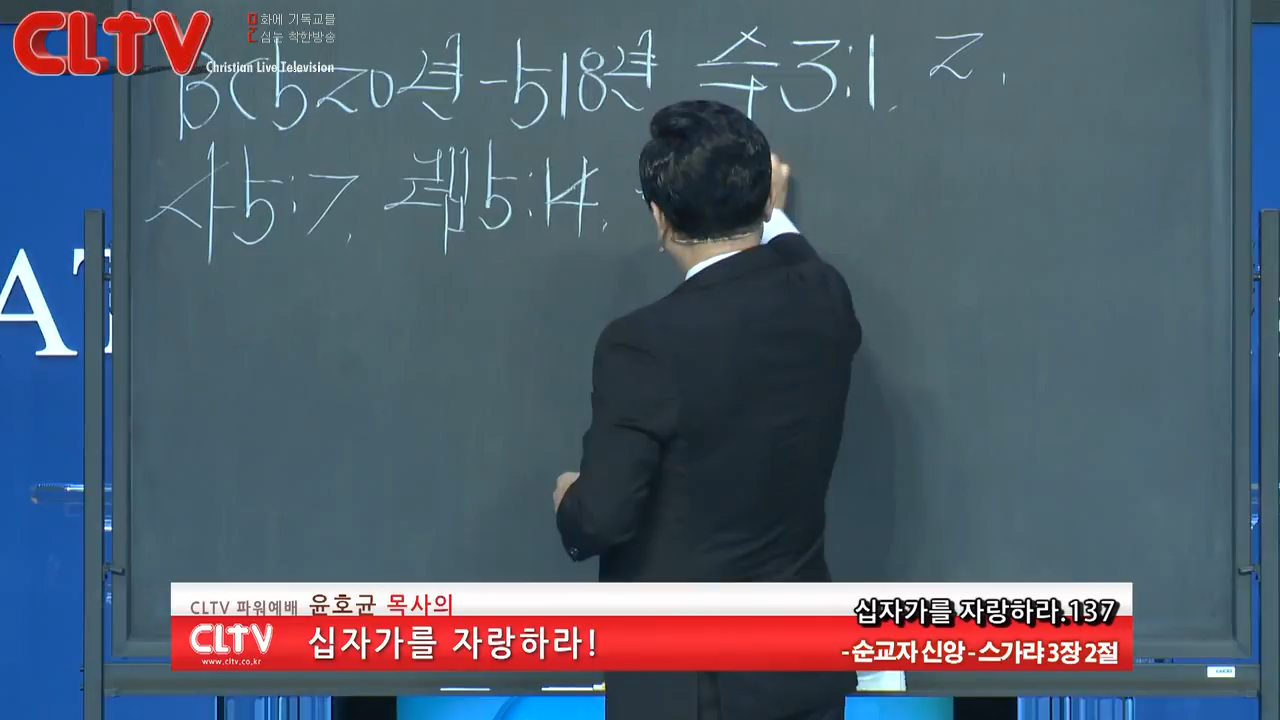 CLTV
문화에 기독교를
심는 착한방송
Christian Live Television
BC 520년-518년 슥3:1, 2,
사5:7, 렘5:14,
AT
CLTV 파워예배 윤호균 목사의
CLTV
www.cltv.co.kr
십자가를 자랑하라!
십자가를 자랑하라.137
-순교자 신앙-스가랴 3장 2절